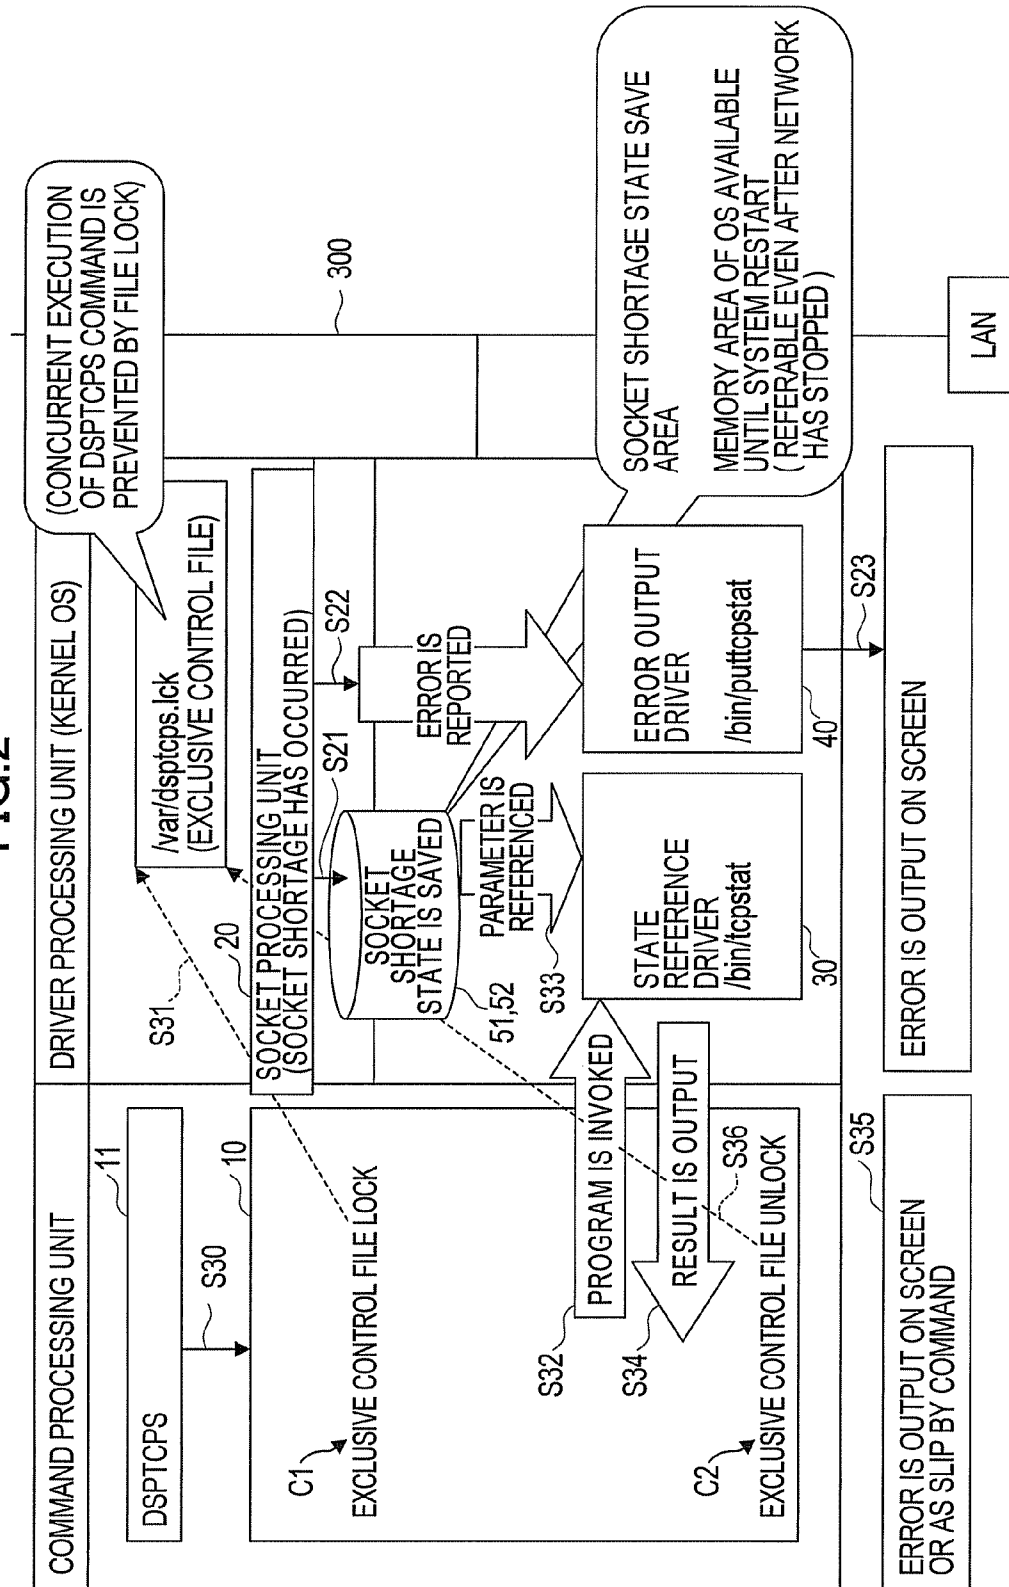 FIG.2
COMMAND PROCESSING UNIT
DRIVER PROCESSING UNIT (KERNEL OS)
11
DSPTCPS
S30
10
C1
EXCLUSIVE CONTROL FILE LOCK
S31
/var/dsptcps.lck
(EXCLUSIVE CONTROL FILE)
(CONCURRENT EXECUTION
OF DSPTCPS COMMAND IS
PREVENTED BY FILE LOCK)
20
SOCKET PROCESSING UNIT
(SOCKET SHORTAGE HAS OCCURRED)
S21
S22
300
SOCKET
SHORTAGE
STATE IS SAVED
51,52
ERROR IS
REPORTED
PARAMETER IS
REFERENCED
S33
S32
PROGRAM IS INVOKED
S34
RESULT IS OUTPUT
S36
C2
EXCLUSIVE CONTROL FILE UNLOCK
STATE
REFERENCE
DRIVER
/bin/tcpstat
30
ERROR OUTPUT
DRIVER
/bin/puttcpstat
40
SOCKET SHORTAGE STATE SAVE
AREA
MEMORY AREA OF OS AVAILABLE
UNTIL SYSTEM RESTART
(REFERABLE EVEN AFTER NETWORK
HAS STOPPED )
S23
LAN
S35
ERROR IS OUTPUT ON SCREEN
OR AS SLIP BY COMMAND
ERROR IS OUTPUT ON SCREEN